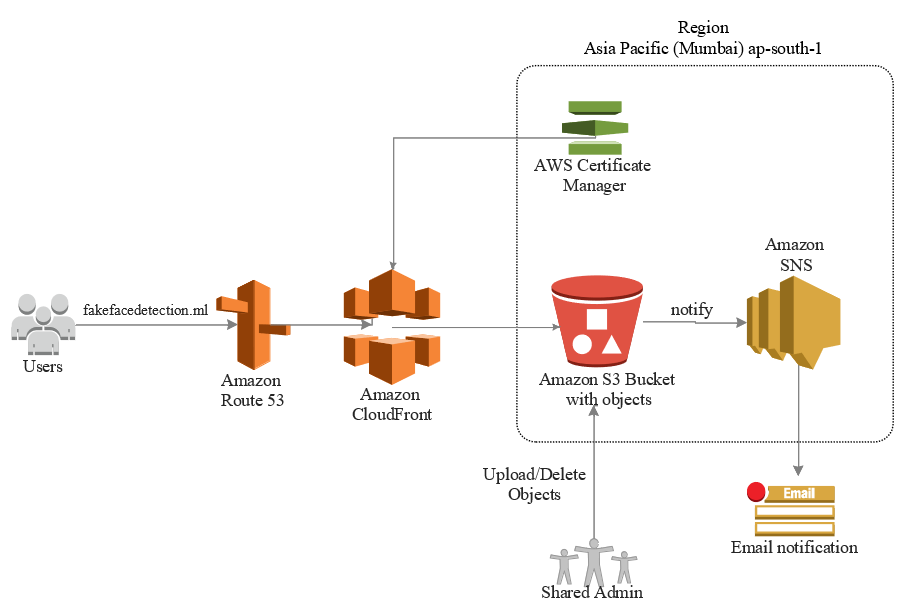 Region
Asia Pacific (Mumbai) ap-south-1
AWS Certificate
Manager
Amazon
SNS
fakefacedetection.ml
notify
Users
Amazon
Route 53
Amazon
CloudFront
Amazon S3 Bucket
with objects
Upload/Delete
Objects
Email
Email notification
Shared Admin